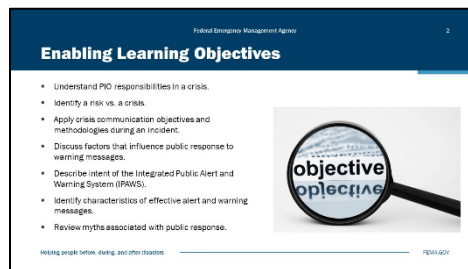 Federal Emergency Management Agency
2
Enabling Learning Objectives
▪ Understand PIO responsibilities in a crisis.
▪ Identify a risk vs. a crisis.
▪ Apply crisis communication objectives and
methodologies during an incident.
▪ Discuss factors that influence public response to
warning messages.
▪ Describe intent of the Integrated Public Alert and
Warning System (IPAWS).
▪ Identify characteristics of effective alert and warning
messages.
▪ Review myths associated with public response.
objective
objective
Helping people before, during, and after disasters
FEMA.GOV